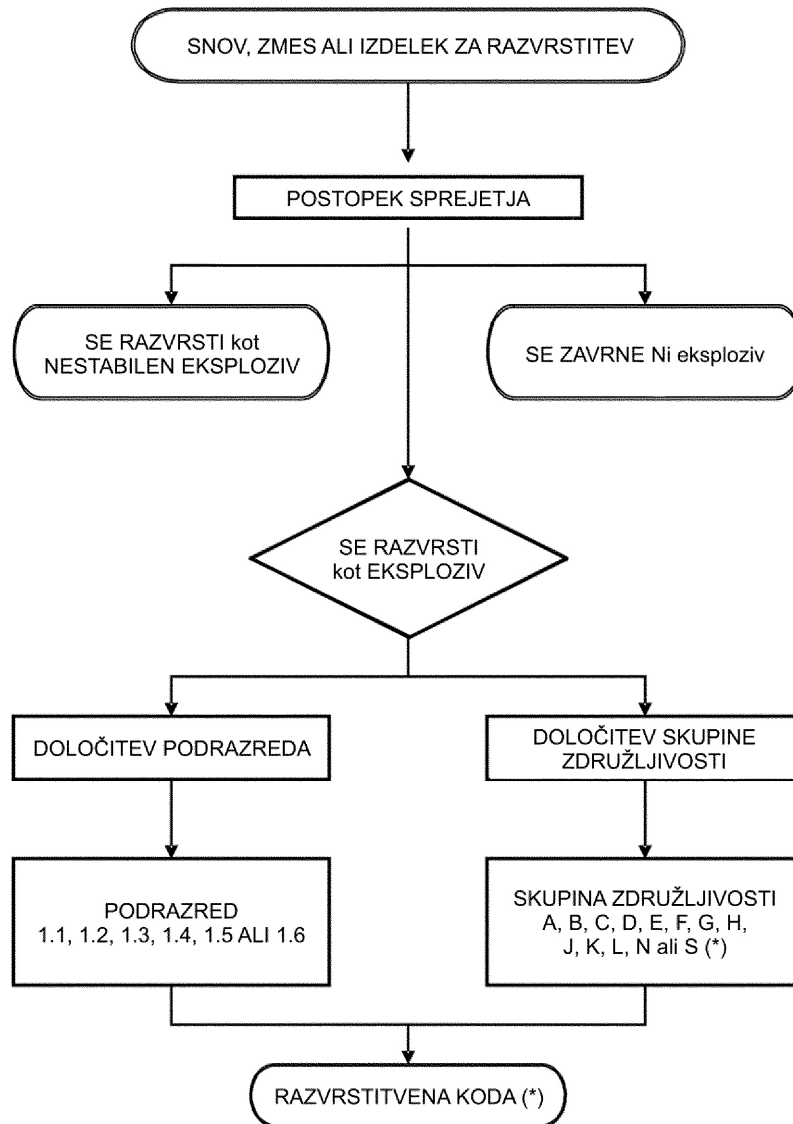 SNOV, ZMES ALI IZDELEK ZA RAZVRSTITEV
POSTOPEK SPREJETJA
SE RAZVRSTI kot
NESTABILEN EKSPLOZIV
SE ZAVRNE Ni eksploziv
SE RAZVRSTI
kot EKSPLOZIV
DOLOČITEV PODRAZREDA
DOLOČITEV SKUPINE
ZDRUŽLJIVOSTI
PODRAZRED
1.1, 1.2, 1.3, 1.4, 1.5 ALI 1.6
SKUPINA ZDRUŽLJIVOSTI
A, B, C, D, E, F, G, H,
J, K, L, N ali S (*)
RAZVRSTITVENA KODA (*)